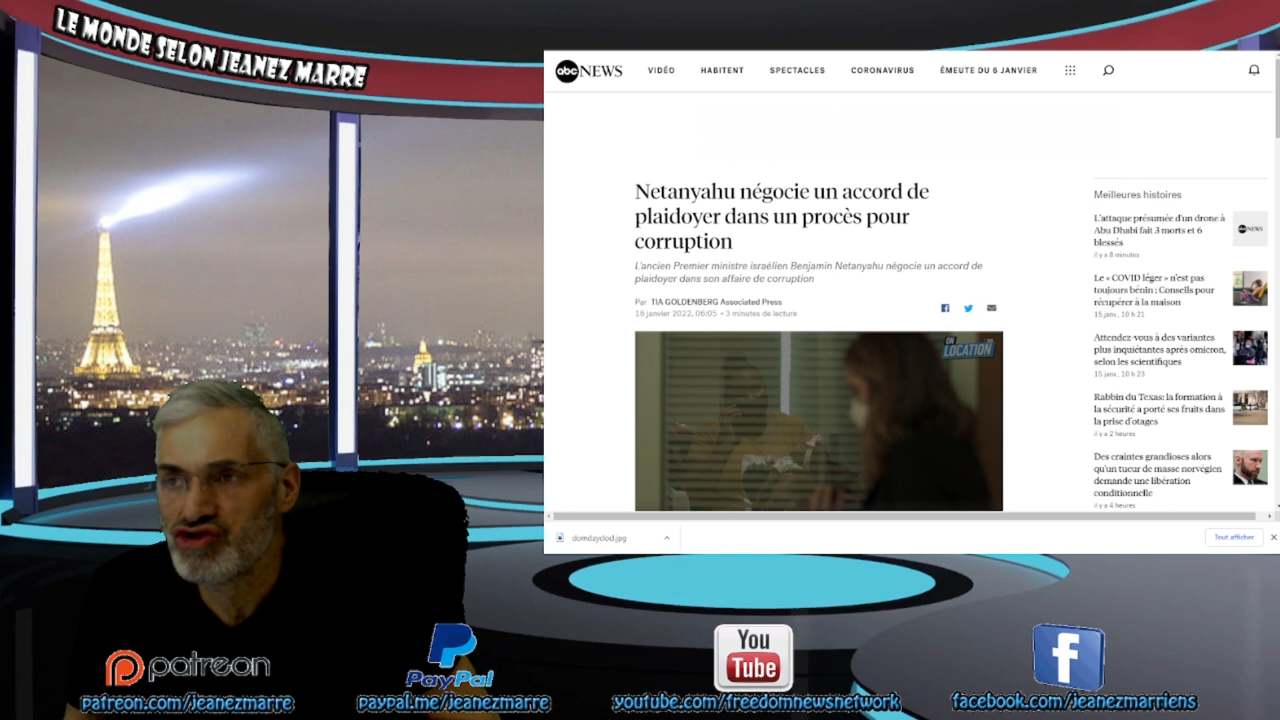 LE MONDE SELON JEANEZ MARRE
abc NEWS
VIDÉO
HABITENT
SPECTACLES
CORONAVIRUS
ÉMEUTE DU 6 JANVIER
Netanyahu négocie un accord de
plaidoyer dans un procès pour
corruption
L'ancien Premier ministre israélien Benjamin Netanyahu négocie un accord de
plaidoyer dans son affaire de corruption
Par TIA GOLDENBERG Associated Press
16 janvier 2022, 06:05 • 3 minutes de lecture
ON
LOCATION
Meilleures histoires
L'attaque présumée d'un drone à
Abu Dhabi fait 3 morts et 6
blessés
il y a 8 minutes
abc NEWS
Le « COVID léger » n'est pas
toujours bénin : Conseils pour
récupérer à la maison
15 janv., 10 h 21
Attendez-vous à des variantes
plus inquiétantes après omicron,
selon les scientifiques
15 janv., 10 h 23
Rabbin du Texas: la formation à
la sécurité a porté ses fruits dans
la prise d'otages
il y a 2 heures
Des craintes grandioses alors
qu'un tueur de masse norvégien
demande une libération
conditionnelle
il y a 4 heures
domdayclod.jpg
Tout afficher
patreon
patreon.com/jeanezmarre
PayPal
paypal.me/jeanezmarre
You
Tube
youtube.com/freedomnewsnetwork
f
facebook.com/jeanezmarriens